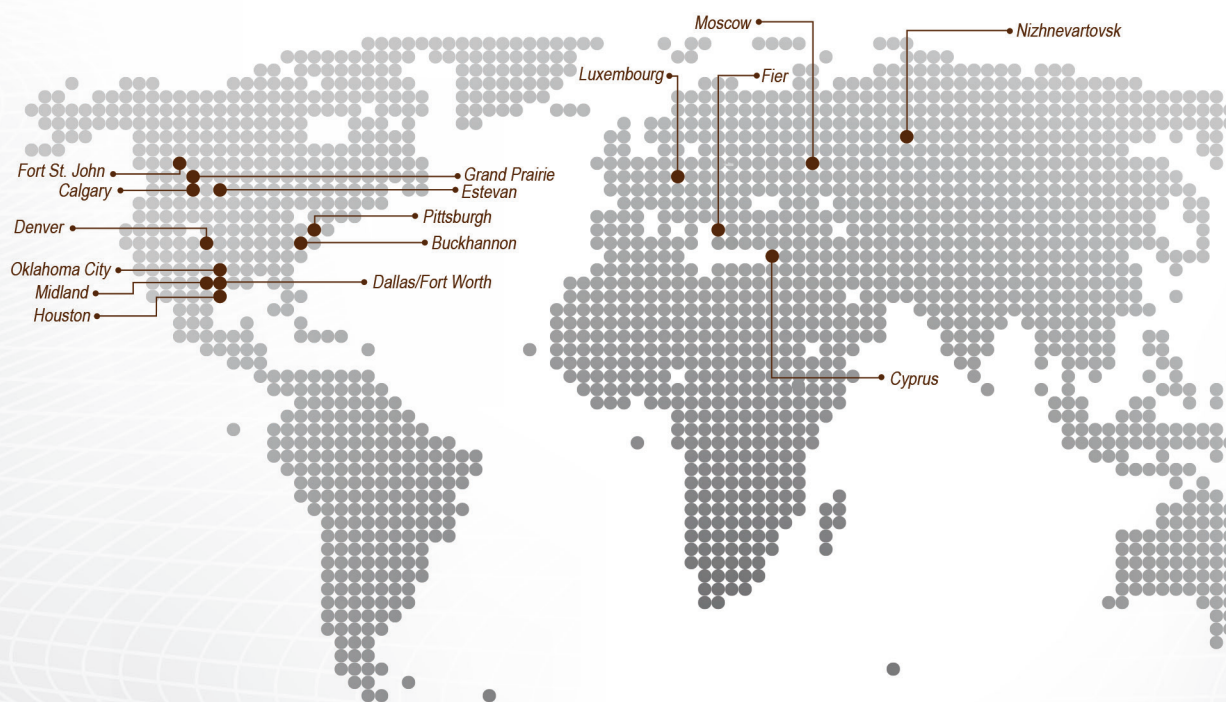 Moscow
Nizhnevartovsk
Luxembourg
Fier
Fort St. John
Grand Prairie
Calgary
Estevan
Pittsburgh
Denver
Buckhannon
Oklahoma City
Dallas/Fort Worth
Midland
Houston
Cyprus